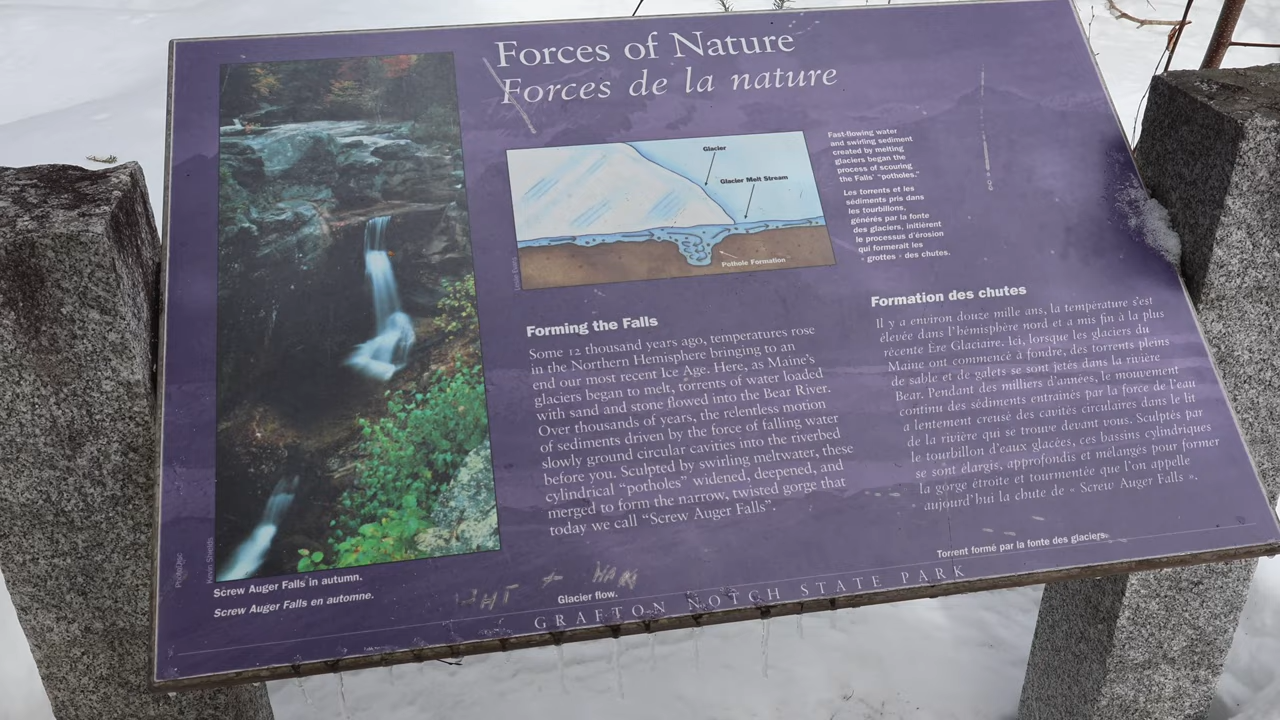 Forces of Nature
Forces de la nature
Glacier
Glacier Melt Stream
Pothole Formation
Fast-flowing water
and swirling sediment
created by melting
glaciers began the
process of scouring
the Falls' "potholes."
Les torrents et les
sédiments pris dans
les tourbillons,
générés par la fonte
des glaciers, initièrent
le processus d'érosion
qui formerait les
« grottes » des chutes.
Forming the Falls
Some 12 thousand years ago, temperatures rose
in the Northern Hemisphere bringing to an
end our most recent Ice Age. Here, as Maine's
glaciers began to melt, torrents of water loaded
with sand and stone flowed into the Bear River.
Over thousands of years, the relentless motion
of sediments driven by the force of falling water
slowly ground circular cavities into the riverbed
before you. Sculpted by swirling meltwater, these
cylindrical "potholes" widened, deepened, and
merged to form the narrow, twisted gorge that
today we call "Screw Auger Falls".
Formation des chutes
Il y a environ douze mille ans, la température s'est
élevée dans l'hémisphère nord et a mis fin à la plus
récente Ère Glaciaire. Ici, lorsque les glaciers du
Maine ont commencé à fondre, des torrents pleins
de sable et de galets se sont jetés dans la rivière
Bear. Pendant des milliers d'années, le mouvement
continu des sédiments entraînés par la force de l'eau
a lentement creusé des cavités circulaires dans le lit
de la rivière qui se trouve devant vous. Sculptés par
le tourbillon d'eaux glacées, ces bassins cylindriques
se sont élargis, approfondis et mélangés pour former
la gorge étroite et tourmentée que l'on appelle
aujourd'hui la chute de « Screw Auger Falls ».
Kevin Shields
Screw Auger Falls in autumn.
Screw Auger Falls en automne.
Glacier flow.
Torrent formé par la fonte des glaciers.
GRAFTON NOTCH STATE PARK